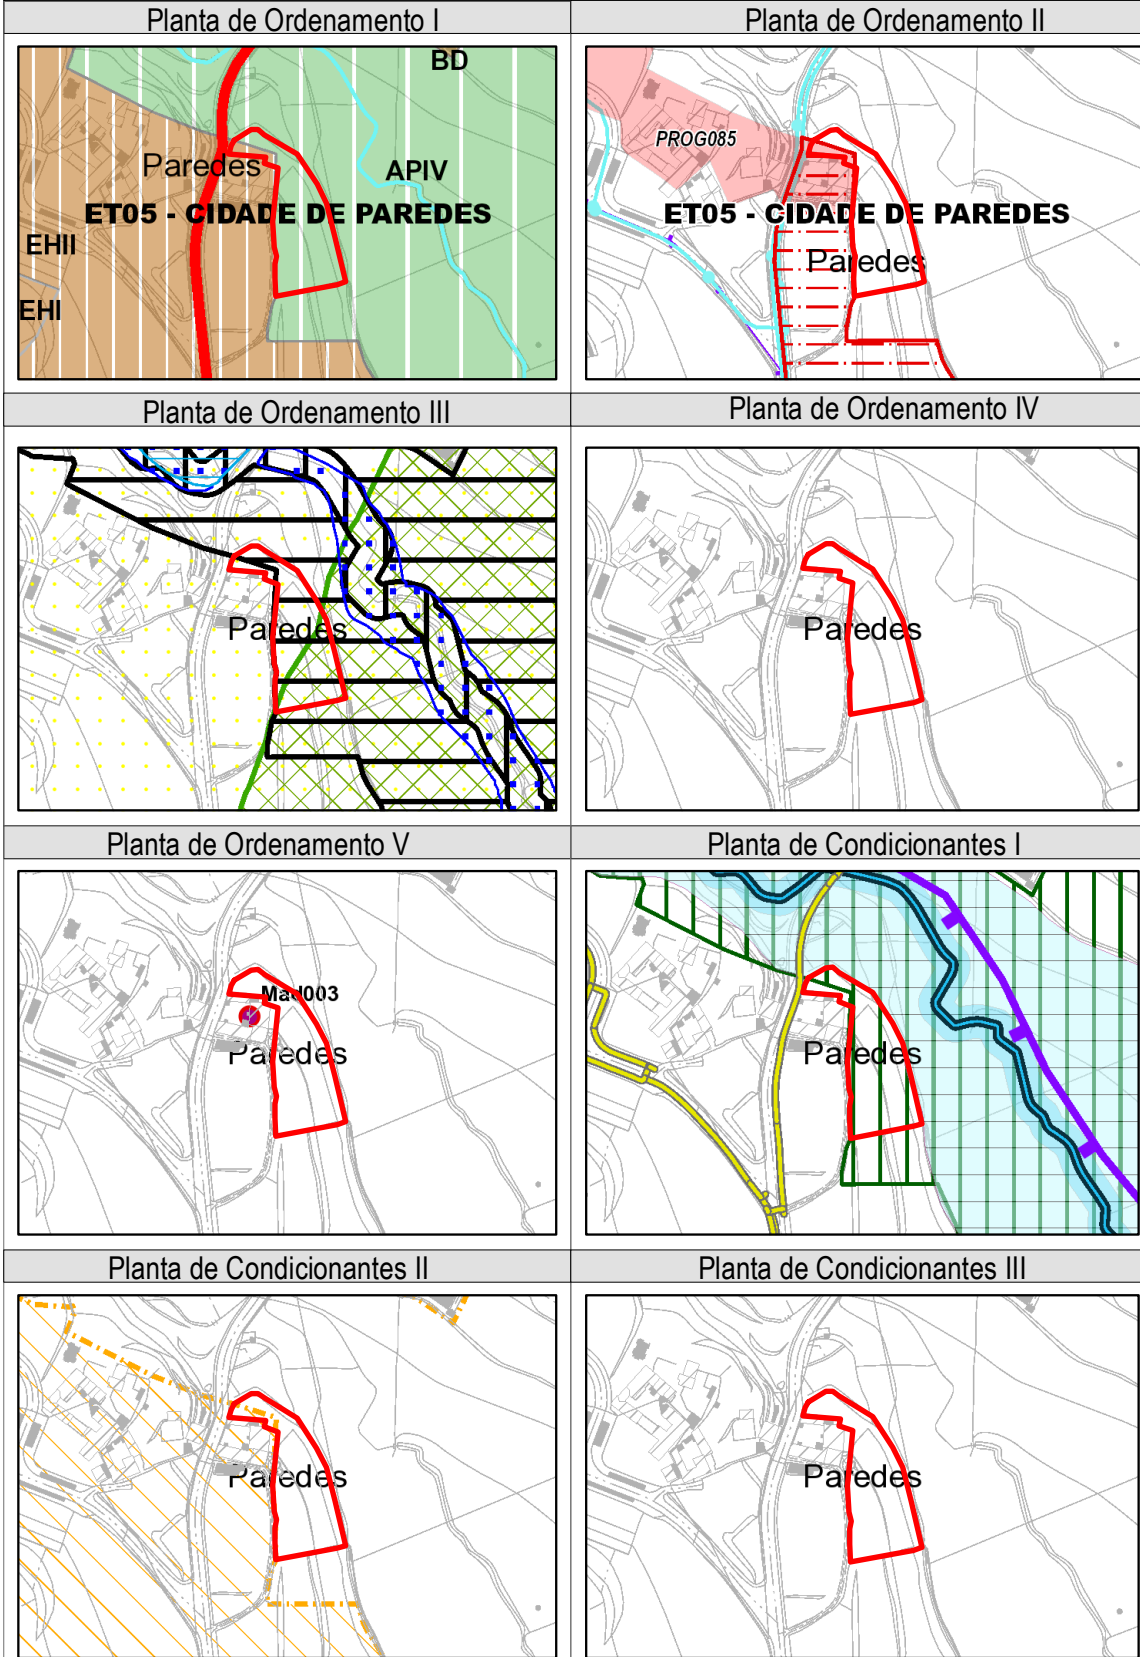 Planta de Ordenamento I
Planta de Ordenamento II
BD
Paredes
APIV
ET05 - CIDADE DE PAREDES
EHII
EHI
PROG085
ET05 - CIDADE DE PAREDES
Paredes
Planta de Ordenamento III
Planta de Ordenamento IV
Paredes
Paredes
Planta de Ordenamento V
Planta de Condicionantes I
Mad003
Paredes
Paredes
Planta de Condicionantes II
Planta de Condicionantes III
Paredes
Paredes